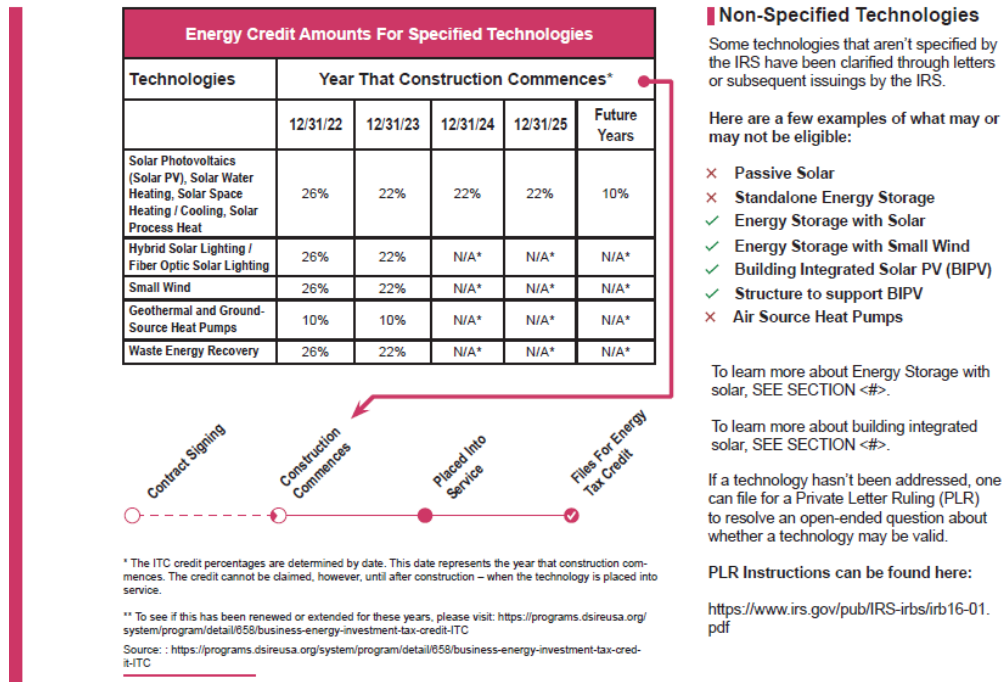 Energy Credit Amounts For Specified Technologies
Technologies
Year That Construction Commences*
12/31/22
12/31/23
12/31/24
12/31/25
Future
Years
Solar Photovoltaics
(Solar PV), Solar Water
Heating, Solar Space
Heating / Cooling, Solar
Process Heat
26%
22%
22%
22%
10%
Hybrid Solar Lighting /
Fiber Optic Solar Lighting
26%
22%
N/A*
N/A*
N/A*
Small Wind
26%
22%
N/A*
N/A*
N/A*
Geothermal and Ground-
Source Heat Pumps
10%
10%
N/A*
N/A*
N/A*
Waste Energy Recovery
26%
22%
N/A*
N/A*
N/A*
Contract Signing
Construction
Commences
Placed Into
Service
Files For Energy
Tax Credit
* The ITC credit percentages are determined by date. This date represents the year that construction com-
mences. The credit cannot be claimed, however, until after construction – when the technology is placed into
service.
** To see if this has been renewed or extended for these years, please visit: https://programs.dsireusa.org/
system/program/detail/658/business-energy-investment-tax-credit-ITC
Source: : https://programs.dsireusa.org/system/program/detail/658/business-energy-investment-tax-cred-
it-ITC
Non-Specified Technologies
Some technologies that aren't specified by
the IRS have been clarified through letters
or subsequent issuings by the IRS.
Here are a few examples of what may or
may not be eligible:
× Passive Solar
× Standalone Energy Storage
✓ Energy Storage with Solar
✓ Energy Storage with Small Wind
✓ Building Integrated Solar PV (BIPV)
✓ Structure to support BIPV
× Air Source Heat Pumps
To learn more about Energy Storage with
solar, SEE SECTION <#>.
To learn more about building integrated
solar, SEE SECTION <#>.
If a technology hasn't been addressed, one
can file for a Private Letter Ruling (PLR)
to resolve an open-ended question about
whether a technology may be valid.
PLR Instructions can be found here:
https://www.irs.gov/pub/IRS-irbs/irb16-01.
pdf